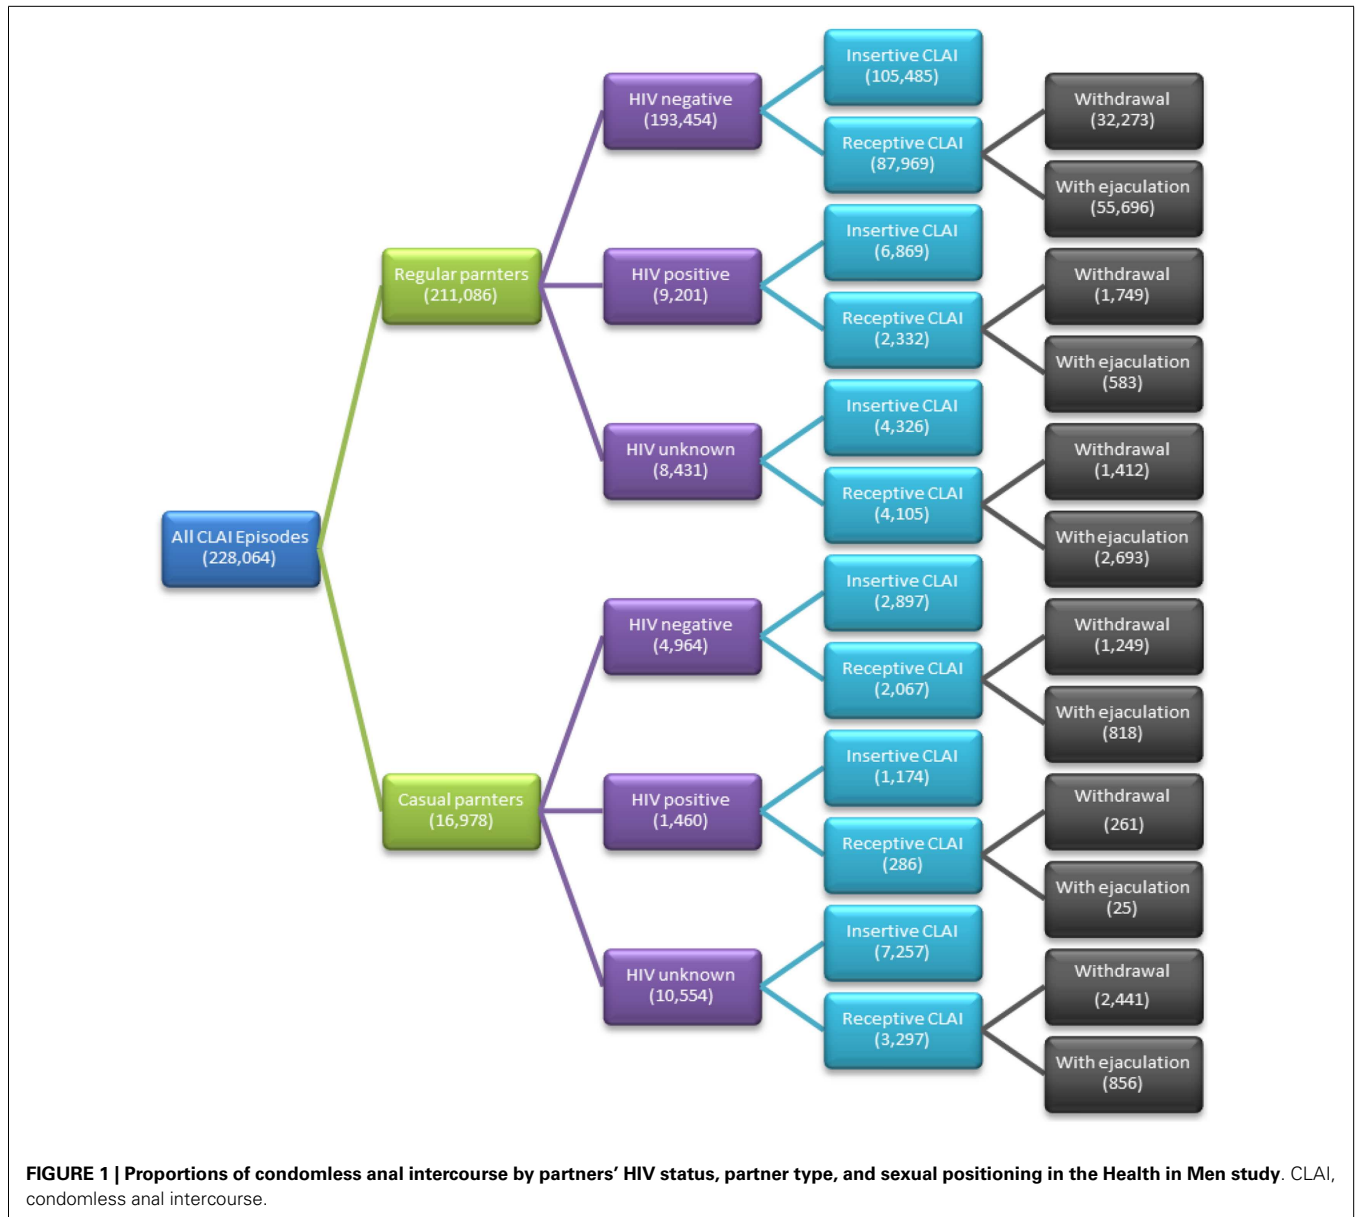 All CLAI Episodes
(228,064)
Regular parnters
(211,086)
HIV negative
(193,454)
Insertive CLAI
(105,485)
Receptive CLAI
(87,969)
Withdrawal
(32,273)
With ejaculation
(55,696)
HIV positive
(9,201)
Insertive CLAI
(6,869)
Receptive CLAI
(2,332)
Withdrawal
(1,749)
With ejaculation
(583)
HIV unknown
(8,431)
Insertive CLAI
(4,326)
Receptive CLAI
(4,105)
Withdrawal
(1,412)
With ejaculation
(2,693)
Casual parnters
(16,978)
HIV negative
(4,964)
Insertive CLAI
(2,897)
Receptive CLAI
(2,067)
Withdrawal
(1,249)
With ejaculation
(818)
HIV positive
(1,460)
Insertive CLAI
(1,174)
Receptive CLAI
(286)
Withdrawal
(261)
With ejaculation
(25)
HIV unknown
(10,554)
Insertive CLAI
(7,257)
Receptive CLAI
(3,297)
Withdrawal
(2,441)
With ejaculation
(856)
FIGURE 1 | Proportions of condomless anal intercourse by partners' HIV status, partner type, and sexual positioning in the Health in Men study. CLAI,
condomless anal intercourse.